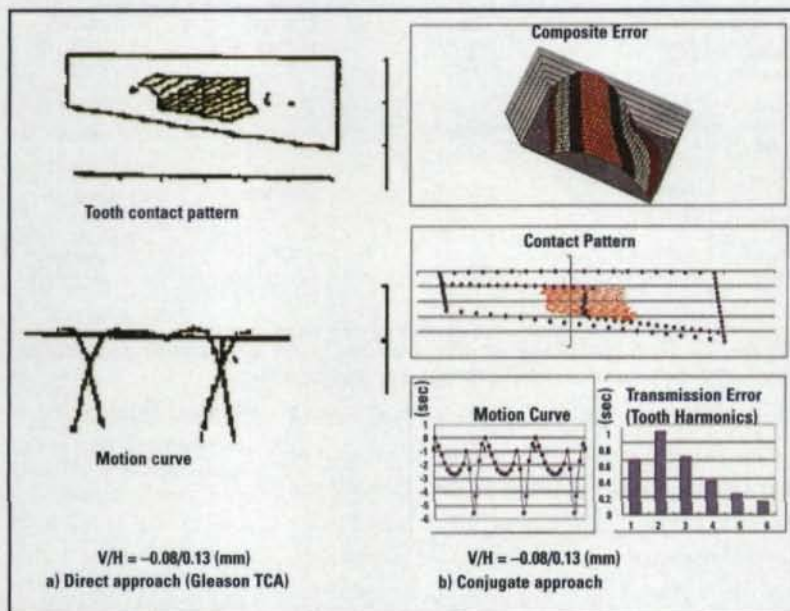 Tooth contact pattern
Motion curve
V/H = –0.08/0.13 (mm)
a) Direct approach (Gleason TCA)
Composite Error
Contact Pattern
(sec)
Motion Curve
1
0
-1
-2
-3
-4
-5
-6
(sec)
Transmission Error
(Tooth Harmonics)
1
0.8
0.6
0.4
0.2
0
1 2 3 4 5 6
V/H = –0.08/0.13 (mm)
b) Conjugate approach